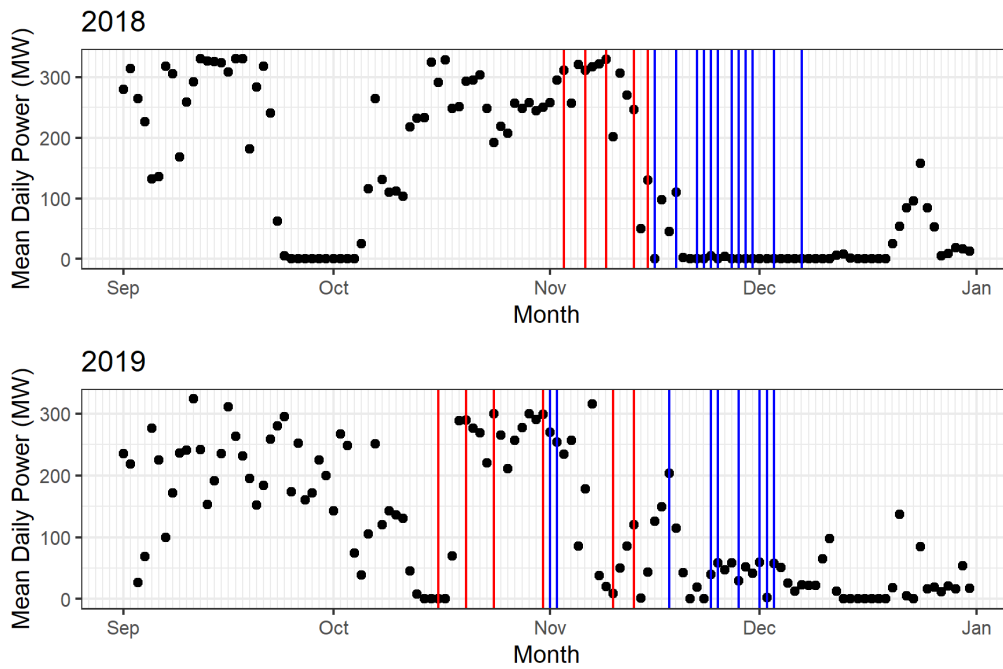 2018
Mean Daily Power (MW)
300
200
100
0
Sep Oct Nov Dec Jan
Month
2019
Mean Daily Power (MW)
300
200
100
0
Sep Oct Nov Dec Jan
Month